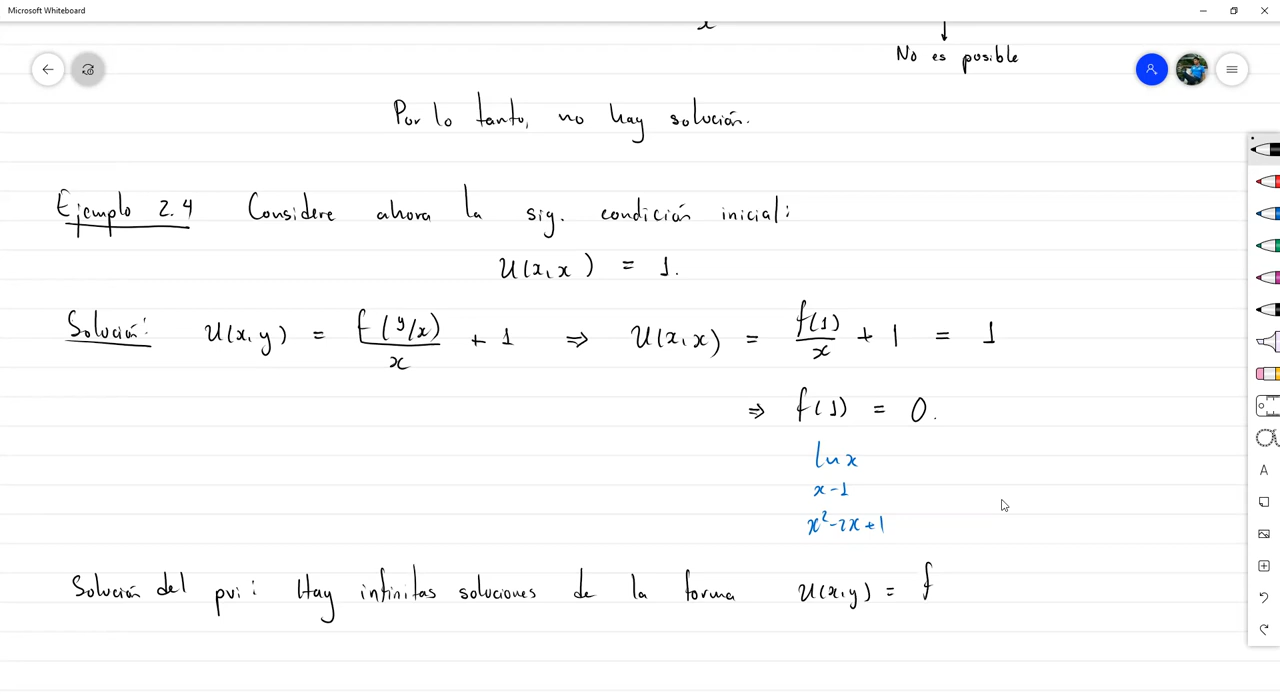 Microsoft Whiteboard
x
No es posible
Por lo tanto, no hay solución.
Ejemplo 2.4 Considere ahora la sig. condición inicial:
u(x,x) = 1.
Solución: u(x,y) = f(y/x)/x + 1 ⇒ u(x,x) = f(1)/x + 1 = 1
⇒ f(1) = 0.
ln x
x-1
x²-2x+1
Solución del pvi: Hay infinitas soluciones de la forma u(x,y) = f